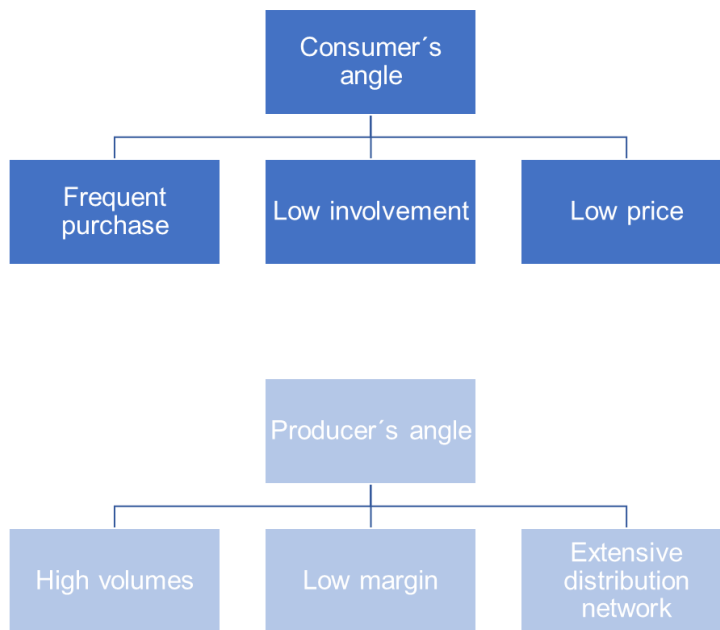 Consumer´s
angle
Frequent
purchase
Low involvement
Low price
Producer´s angle
High volumes
Low margin
Extensive
distribution
network